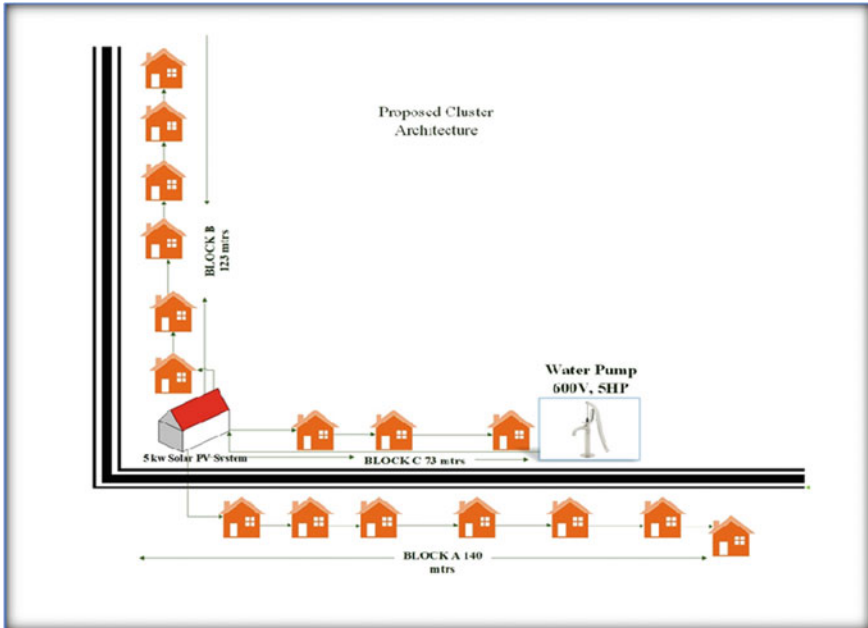 Proposed Cluster
Architecture
BLOCK B
123 mtrs
Water Pump
600V, 5HP
5 kw Solar PV System
BLOCK C 73 mtrs
BLOCK A 140
mtrs